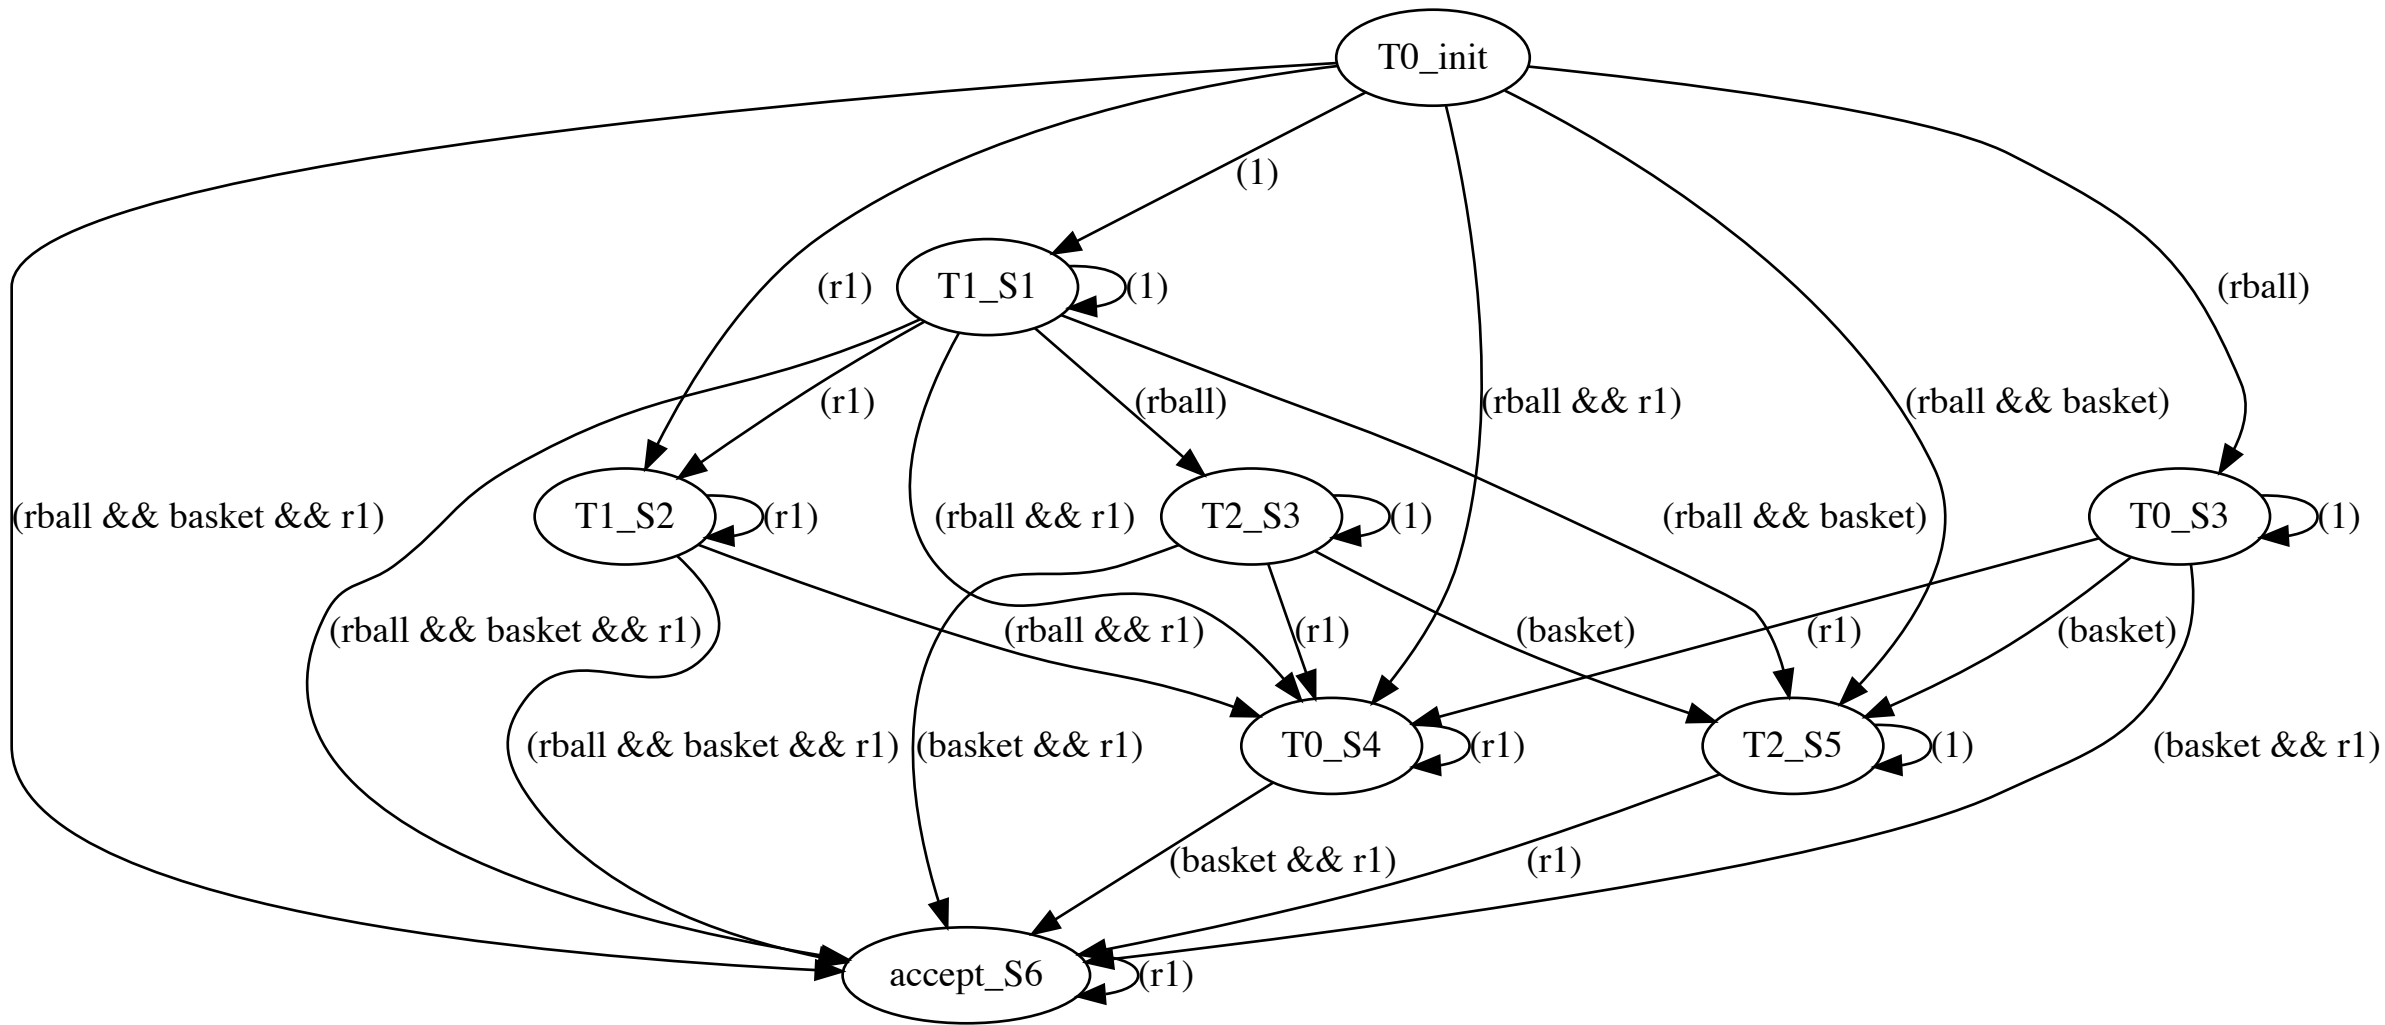 T0_init
(1)
T1_S1
(1)
(r1)
(rball)
(r1)
(rball)
(rball && r1)
(rball && basket)
(rball && basket && r1)
T1_S2
(r1)
(rball && r1)
T2_S3
(1)
(rball && basket)
T0_S3
(1)
(rball && basket && r1)
(rball && r1)
(r1)
(basket)
(r1)
(basket)
(rball && basket && r1)
(basket && r1)
T0_S4
(r1)
T2_S5
(1)
(basket && r1)
(basket && r1)
(r1)
accept_S6
(r1)